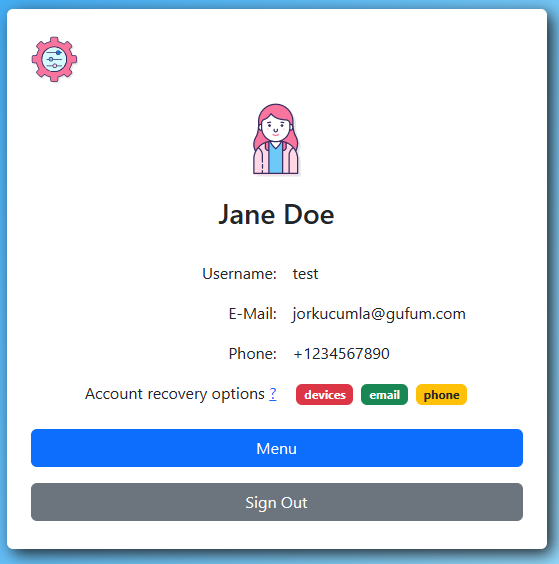 Jane Doe
Username: test
E-Mail: jorkucumla@gufum.com
Phone: +1234567890
Account recovery options ? devices email phone
Menu
Sign Out